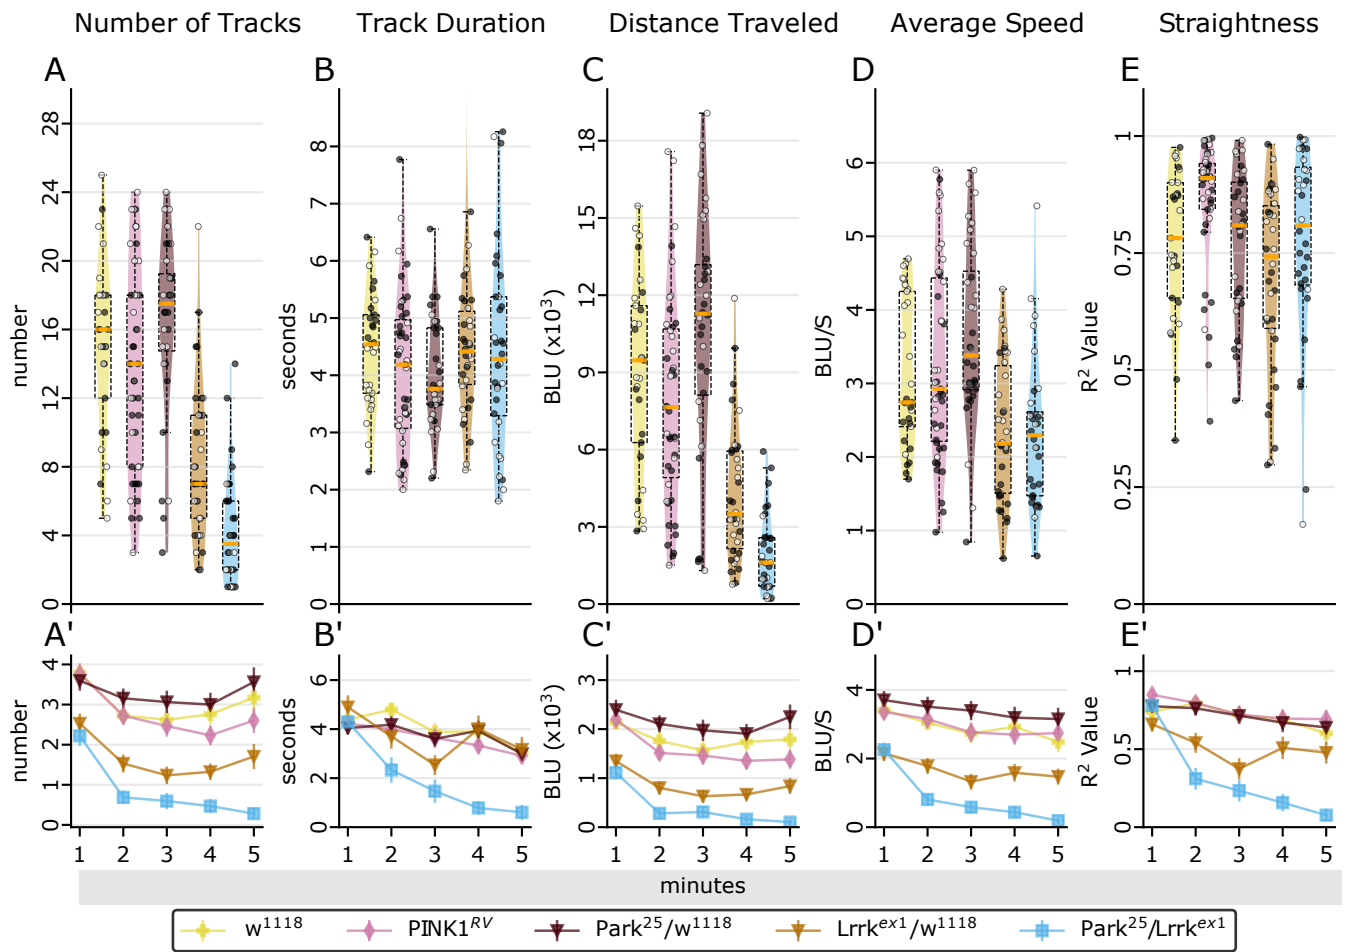 Number of Tracks Track Duration Distance Traveled Average Speed Straightness
A B C D E
number
0 4 8 12 16 20 24 28
seconds
0 1 2 3 4 5 6 7 8
BLU (x10³)
0 3 6 9 12 15 18
BLU/S
0 1 2 3 4 5 6
R² Value
0 0.25 0.5 0.75 1
A' B' C' D' E'
number
0 1 2 3 4
seconds
0 2 4 6
BLU (x10³)
0 1 2 3
BLU/S
0 2 4
R² Value
0 0.5 1
1 2 3 4 5 1 2 3 4 5 1 2 3 4 5 1 2 3 4 5 1 2 3 4 5
minutes
w¹¹¹⁸ PINK1ᴿⱽ Park²⁵/w¹¹¹⁸ Lrrkᵉˣ¹/w¹¹¹⁸ Park²⁵/Lrrkᵉˣ¹